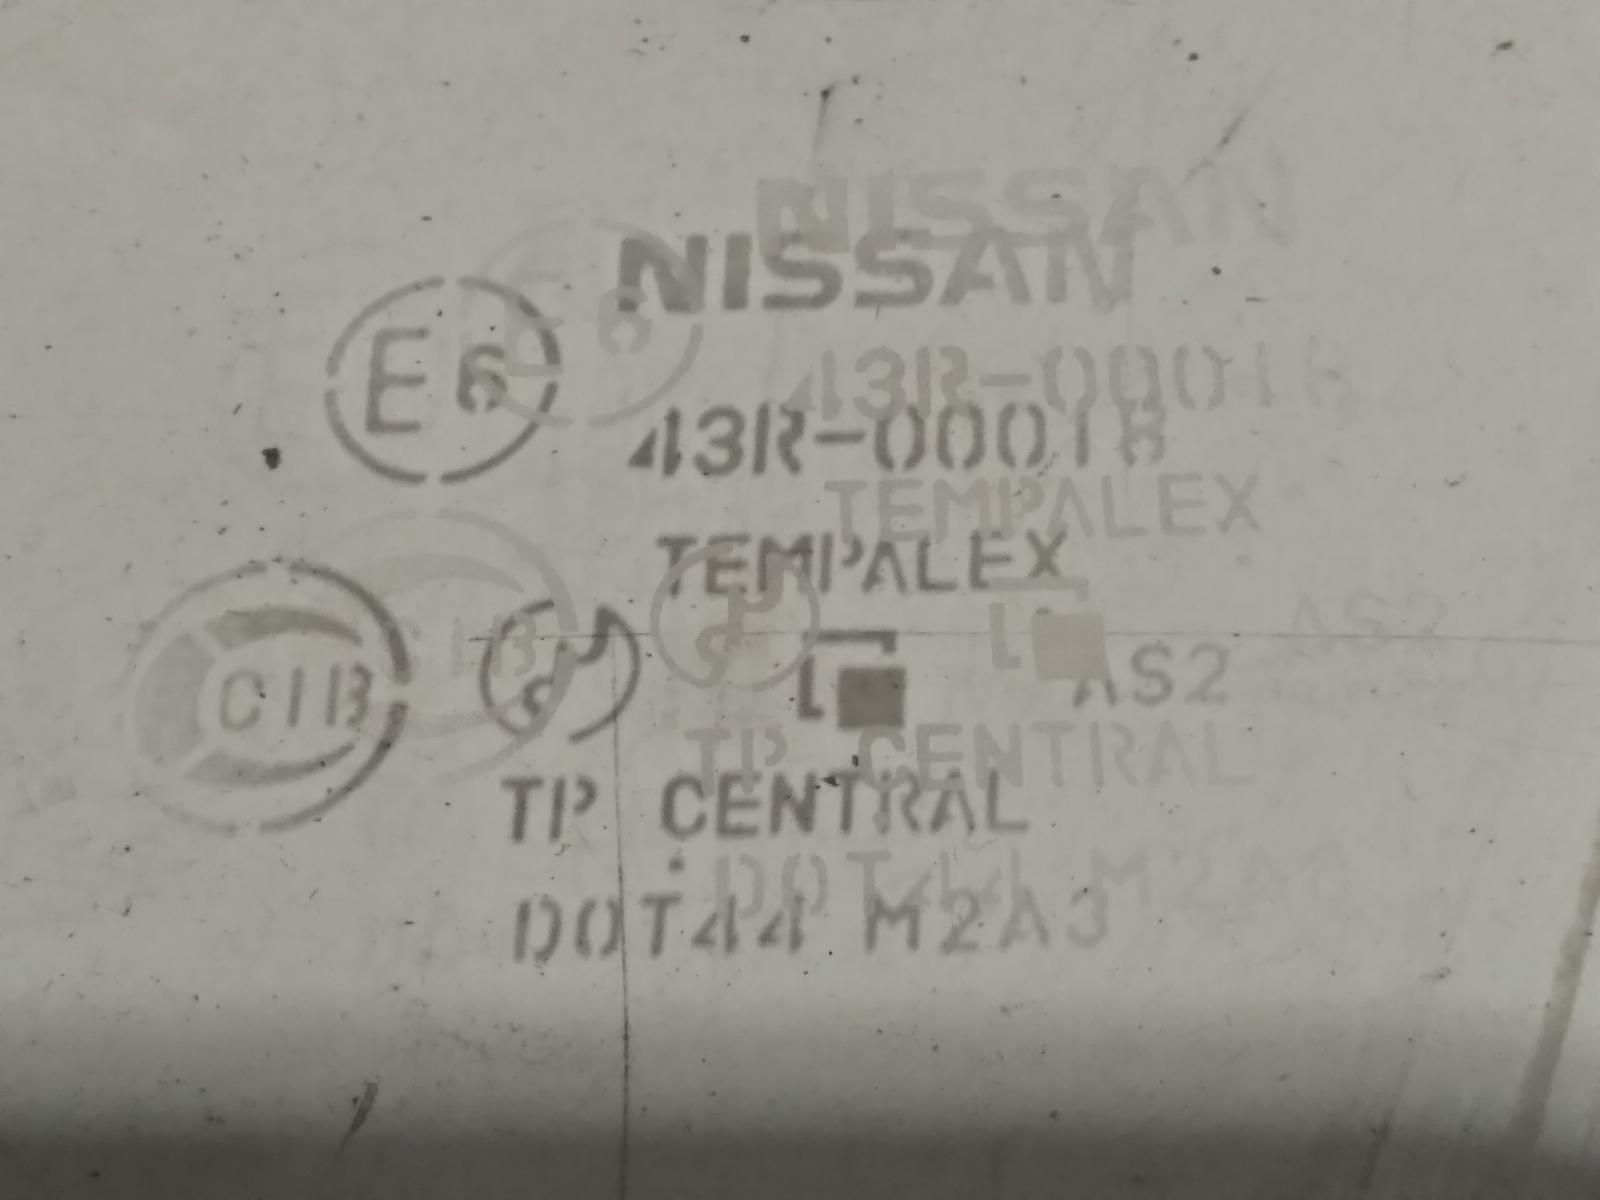 NISSAN
E6
43R-00018
TEMPALEX
CIB
AS2
TP CENTRAL
DOT44 M2A3